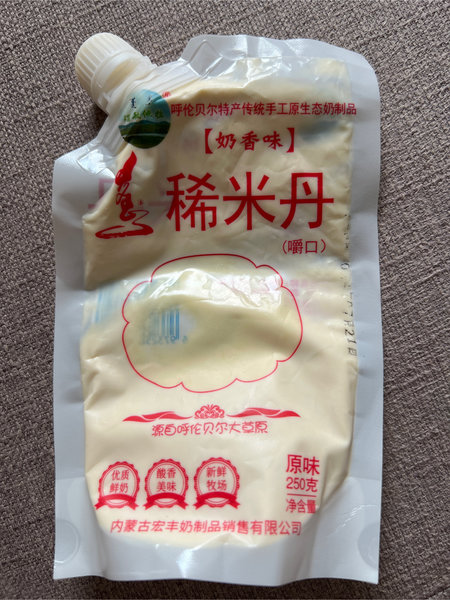 呼伦贝尔特产传统手工原生态奶制品
【奶香味】
稀米丹
(嚼口)
源自呼伦贝尔大草原
优质
鲜奶
酸香
美味
新鲜
牧场
原味
250克
净含量
内蒙古宏丰奶制品销售有限公司